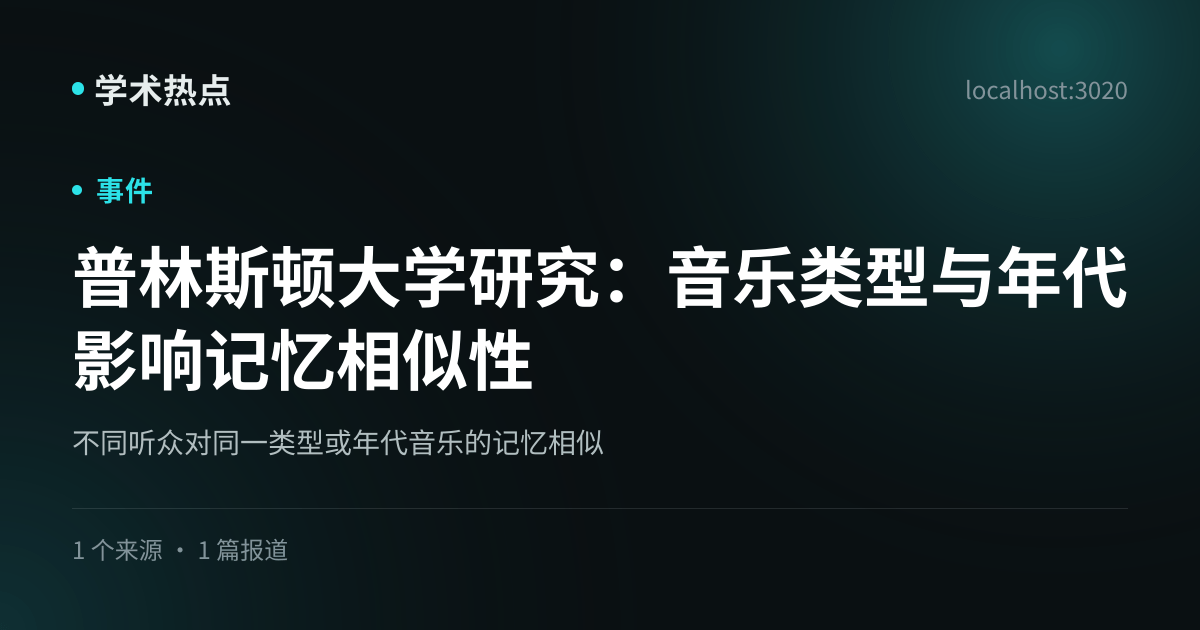 学术热点
localhost:3020
事件
普林斯顿大学研究：音乐类型与年代
影响记忆相似性
不同听众对同一类型或年代音乐的记忆相似
1 个来源 · 1 篇报道